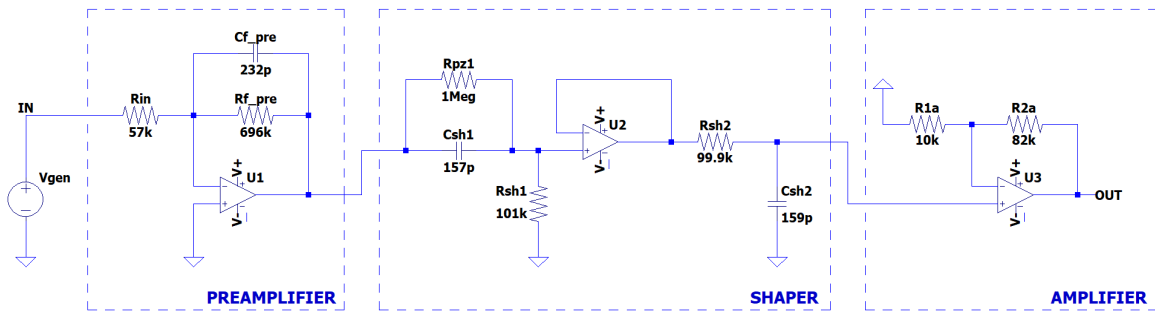 IN
Vgen
Rin
57k
Cf_pre
232p
Rf_pre
696k
V+
U1
V-
PREAMPLIFIER
Rpz1
1Meg
Csh1
157p
Rsh1
101k
V+
U2
V-
Rsh2
99.9k
Csh2
159p
SHAPER
R1a
10k
R2a
82k
V+
U3
V-
OUT
AMPLIFIER